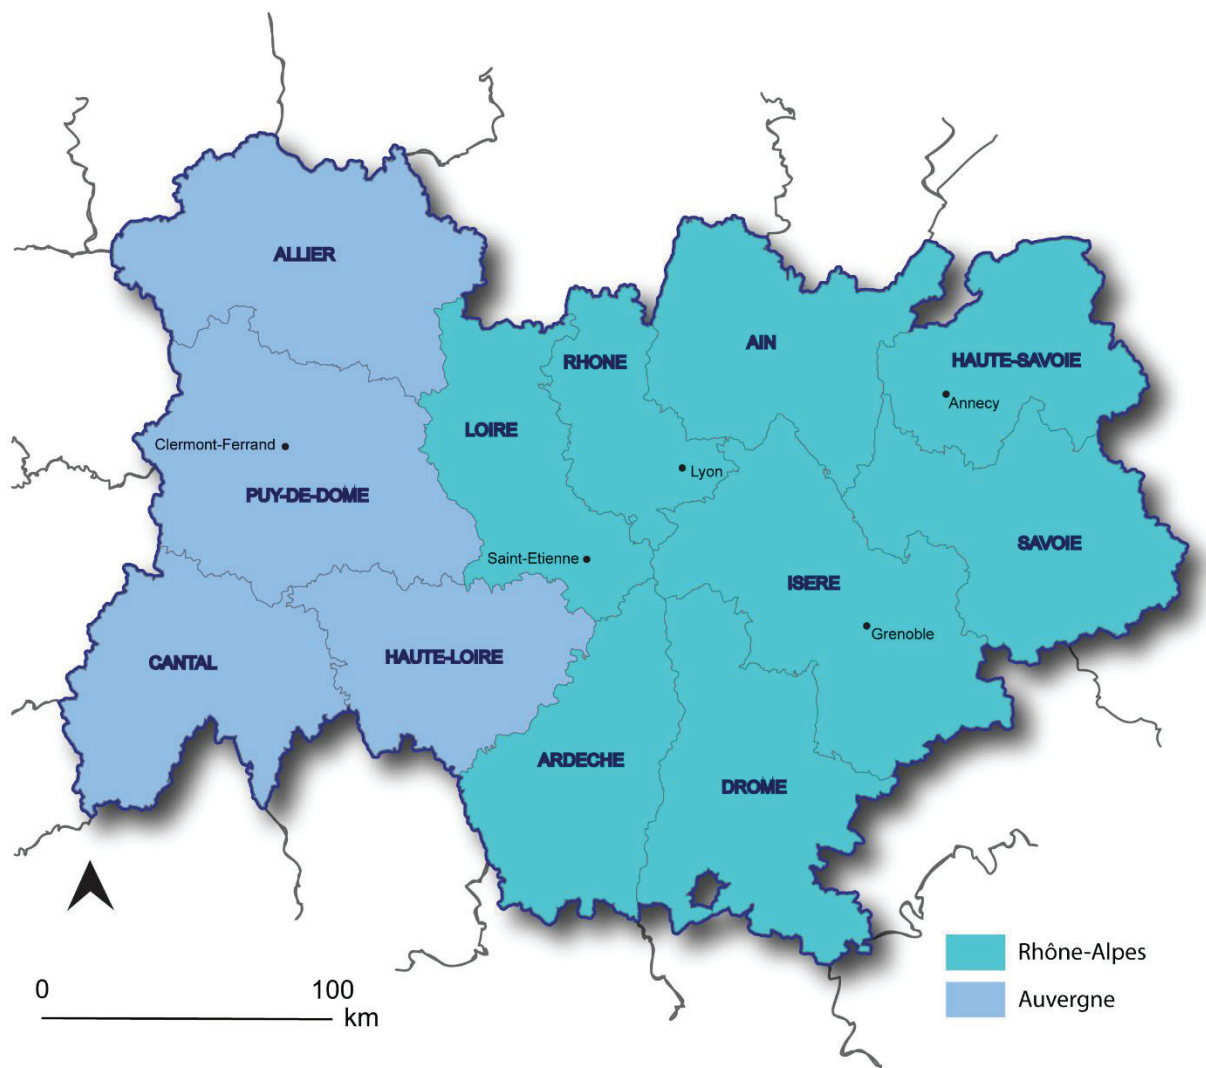 ALLIER
RHONE
AIN
HAUTE-SAVOIE
Annecy
LOIRE
Clermont-Ferrand
Lyon
PUY-DE-DOME
SAVOIE
Saint-Etienne
ISERE
Grenoble
CANTAL
HAUTE-LOIRE
ARDECHE
DROME
Rhône-Alpes
Auvergne
0 100
km